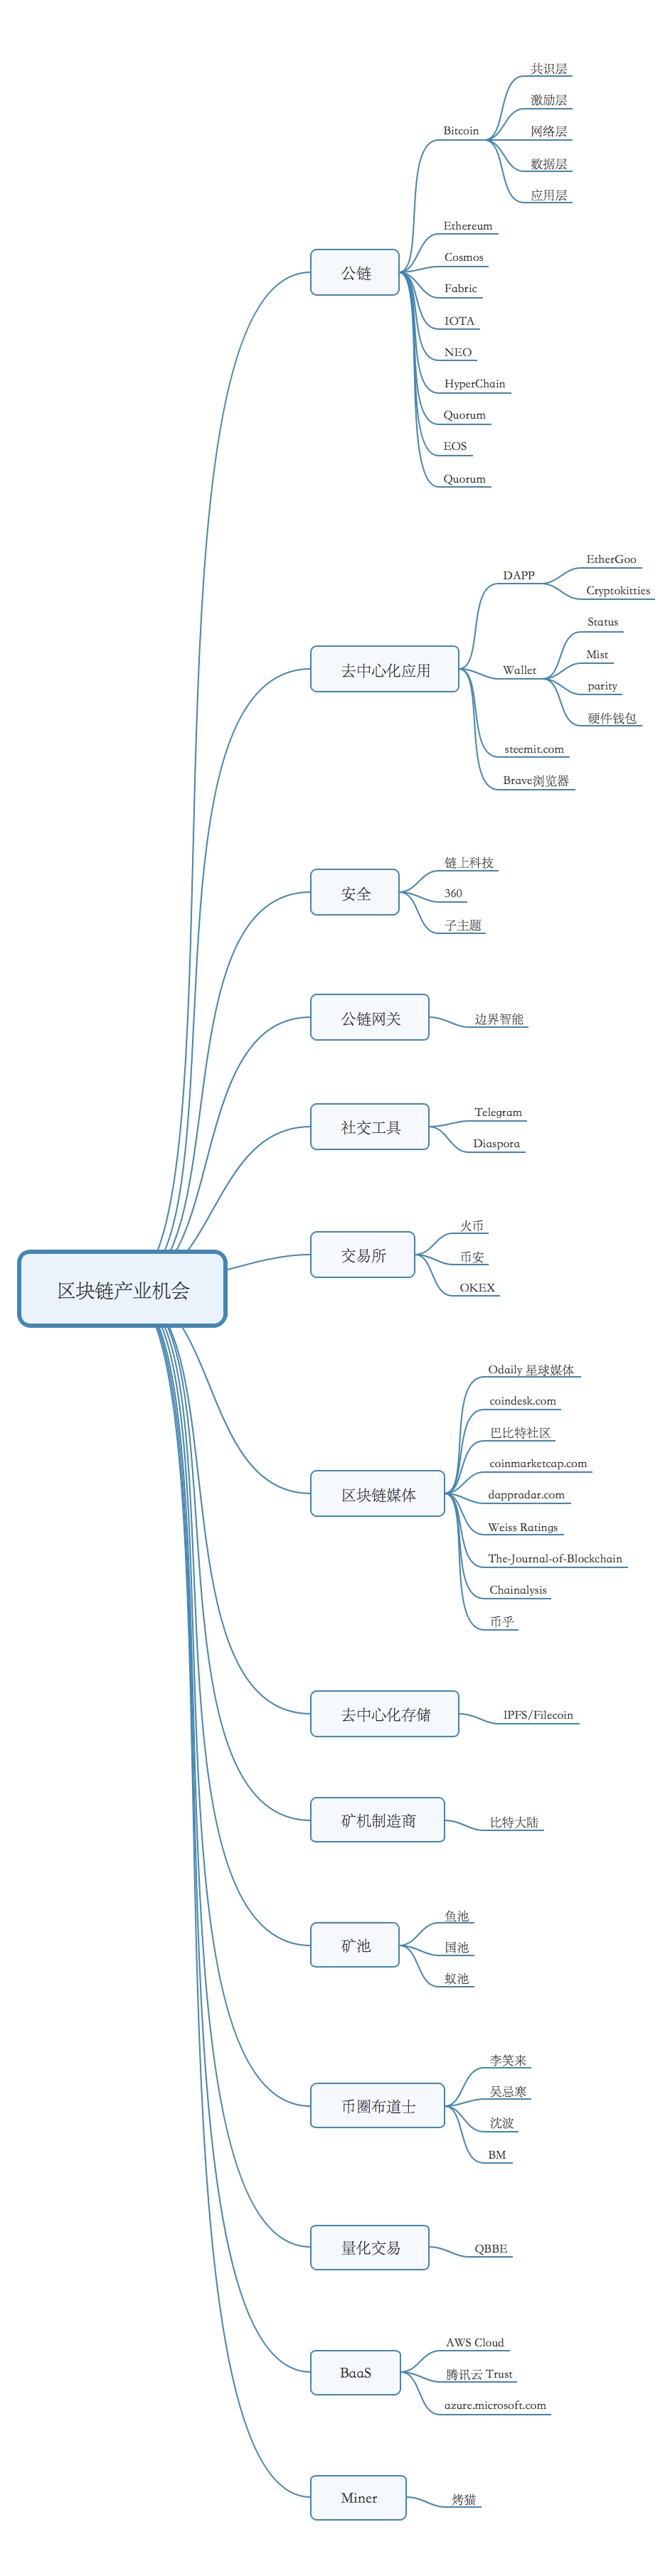 共识层
激励层
Bitcoin
网络层
数据层
应用层
Ethereum
Cosmos
公链
Fabric
IOTA
NEO
HyperChain
Quorum
EOS
Quorum
EtherGoo
DAPP
Cryptokitties
Status
Mist
去中心化应用
Wallet
parity
硬件钱包
steemit.com
Brave浏览器
链上科技
安全
360
子主题
公链网关
边界智能
Telegram
社交工具
Diaspora
火币
交易所
币安
OKEX
区块链产业机会
Odaily 星球媒体
coindesk.com
巴比特社区
coinmarketcap.com
区块链媒体
dappradar.com
Weiss Ratings
The-Journal-of-Blockchain
Chainalysis
币乎
去中心化存储
IPFS/Filecoin
矿机制造商
比特大陆
鱼池
矿池
国池
蚁池
李笑来
吴忌寒
币圈布道士
沈波
BM
量化交易
QBBE
AWS Cloud
BaaS
腾讯云 Trust
azure.microsoft.com
Miner
烤猫